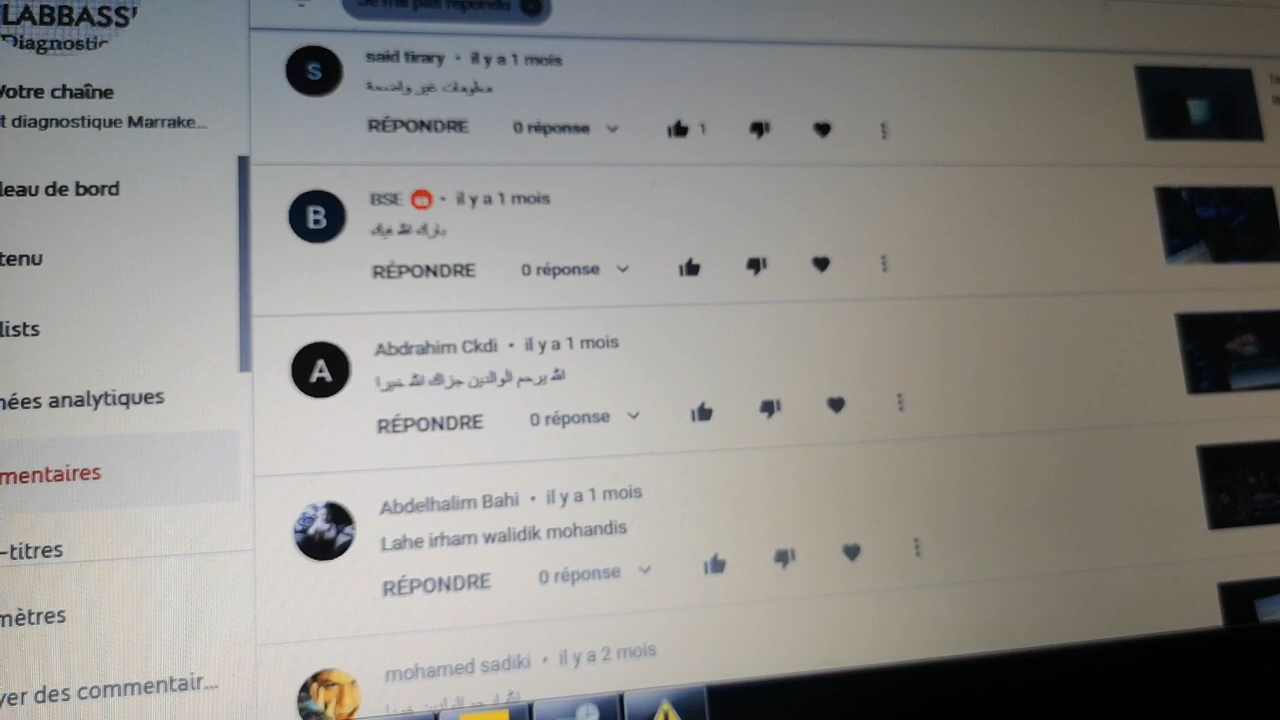 LABBASS
Diagnostic
Votre chaîne
t diagnostique Marrake...
leau de bord
tenu
lists
nées analytiques
mentaires
-titres
mètres
yer des commentair...
said tirary • il y a 1 mois
معلومات غير واضحة
RÉPONDRE 0 réponse 1
BSE • il y a 1 mois
بارك الله فيك
RÉPONDRE 0 réponse
Abdrahim Ckdi • il y a 1 mois
الله يرحم الوالدين جزاك الله خيرا
RÉPONDRE 0 réponse
Abdelhalim Bahi • il y a 1 mois
Lahe irham walidik mohandis
RÉPONDRE 0 réponse
mohamed sadiki • il y a 2 mois
S
B
A